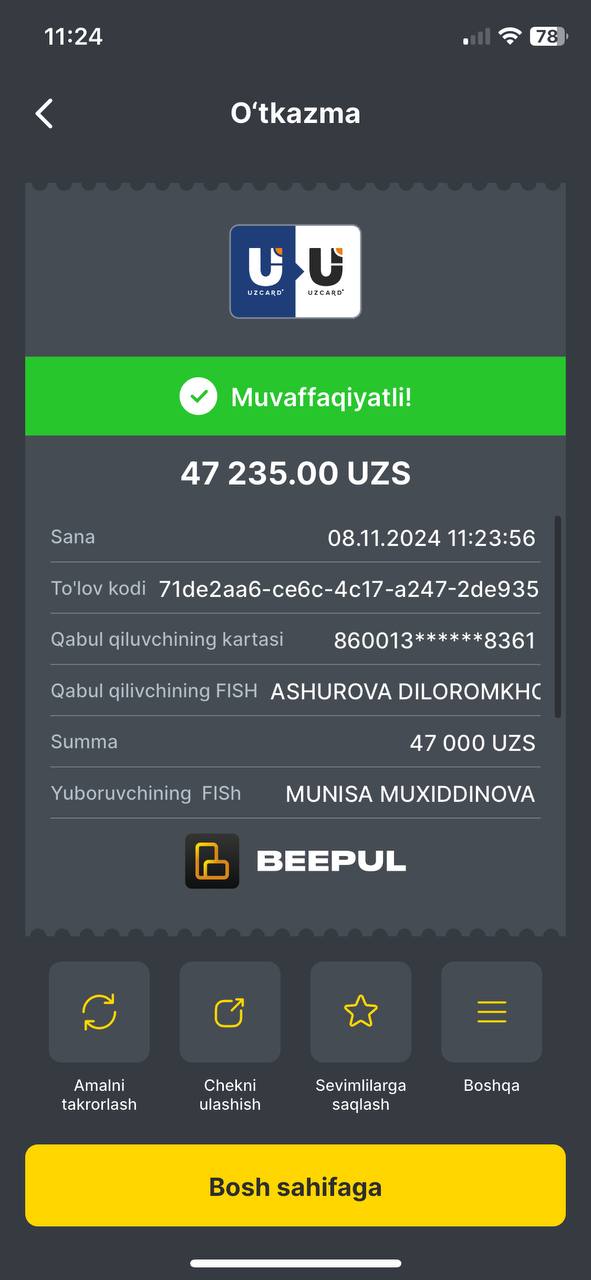 11:24
78
O‘tkazma
UZCARD UZCARD
Muvaffaqiyatli!
47 235.00 UZS
Sana 08.11.2024 11:23:56
To'lov kodi 71de2aa6-ce6c-4c17-a247-2de935
Qabul qiluvchining kartasi 860013******8361
Qabul qilivchining FISH ASHUROVA DILOROMKHO
Summa 47 000 UZS
Yuboruvchining FISh MUNISA MUXIDDINOVA
BEEPUL
Amalni
takrorlash
Chekni
ulashish
Sevimlilarga
saqlash
Boshqa
Bosh sahifaga